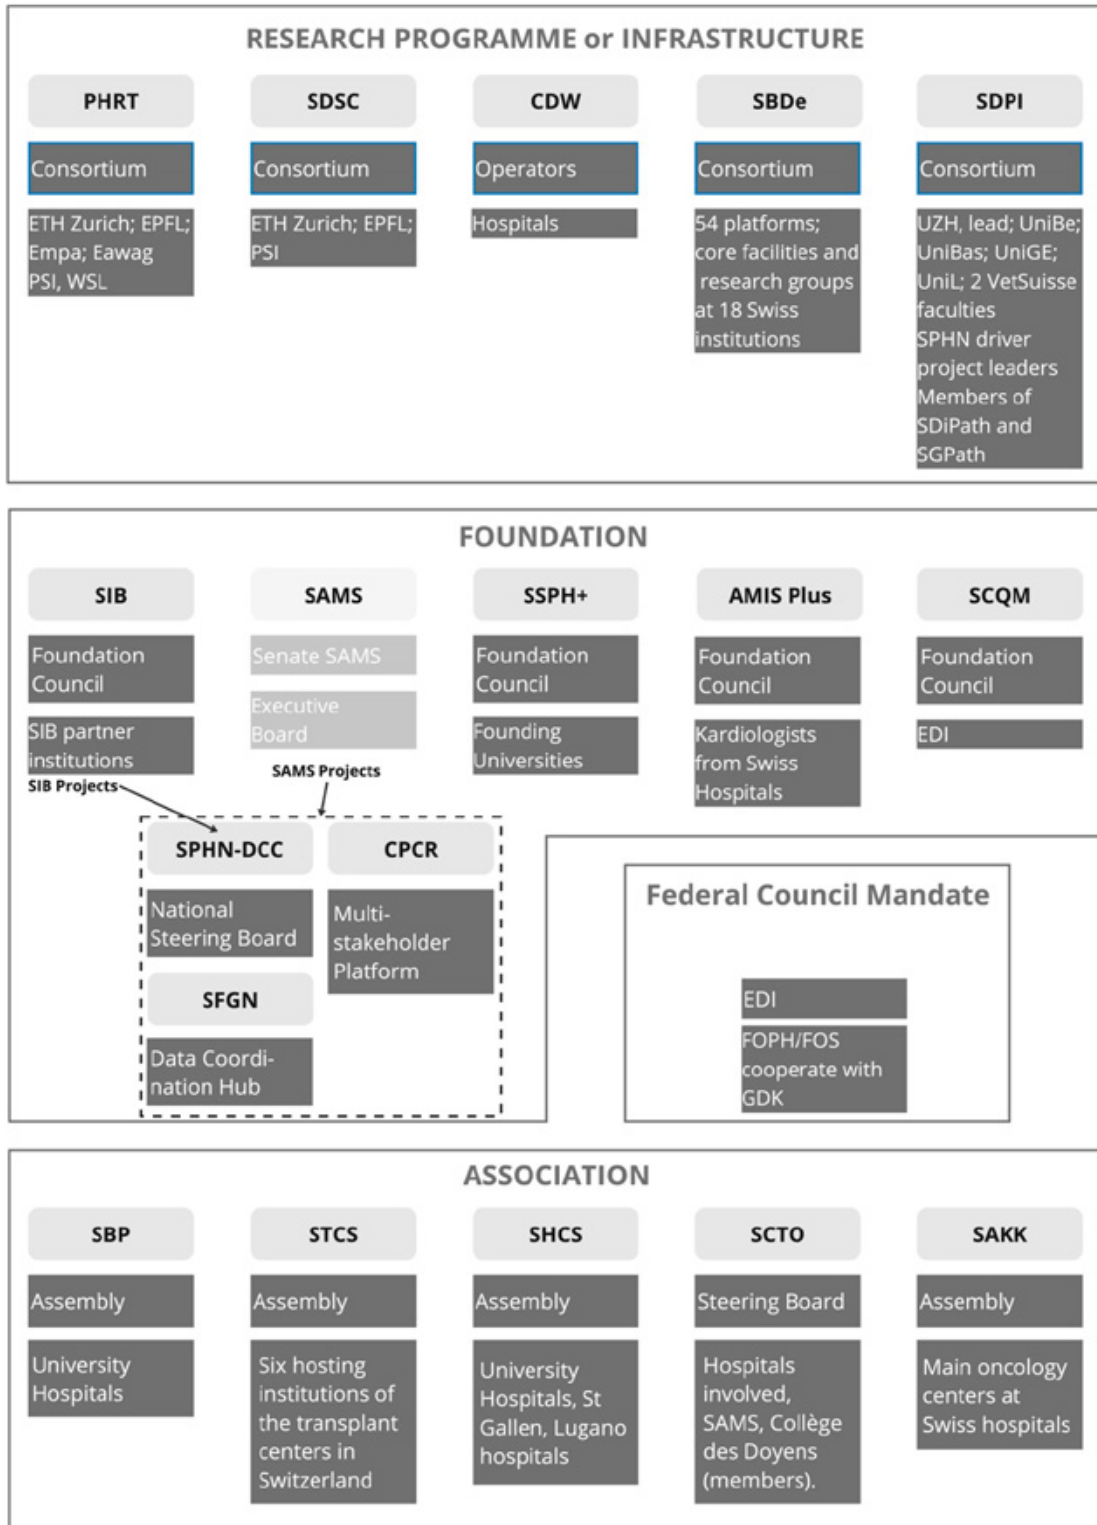 RESEARCH PROGRAMME or INFRASTRUCTURE
PHRT
Consortium
ETH Zurich; EPFL;
Empa; Eawag
PSI, WSL
SDSC
Consortium
ETH Zurich; EPFL;
PSI
CDW
Operators
Hospitals
SBDe
Consortium
54 platforms;
core facilities and
research groups
at 18 Swiss
institutions
SDPI
Consortium
UZH, lead; UniBe;
UniBas; UniGE;
UniL; 2 VetSuisse
faculties
SPHN driver
project leaders
Members of
SDiPath and
SGPath
FOUNDATION
SIB
Foundation
Council
SIB partner
institutions
SIB Projects
SAMS
Senate SAMS
Executive
Board
SAMS Projects
SSPH+
Foundation
Council
Founding
Universities
AMIS Plus
Foundation
Council
Kardiologists
from Swiss
Hospitals
SCQM
Foundation
Council
EDI
SPHN-DCC
National
Steering Board
SFGN
Data Coordi-
nation Hub
CPCR
Multi-
stakeholder
Platform
Federal Council Mandate
EDI
FOPH/FOS
cooperate with
GDK
ASSOCIATION
SBP
Assembly
University
Hospitals
STCS
Assembly
Six hosting
institutions of
the transplant
centers in
Switzerland
SHCS
Assembly
University
Hospitals, St
Gallen, Lugano
hospitals
SCTO
Steering Board
Hospitals
involved,
SAMS, Collège
des Doyens
(members).
SAKK
Assembly
Main oncology
centers at
Swiss hospitals